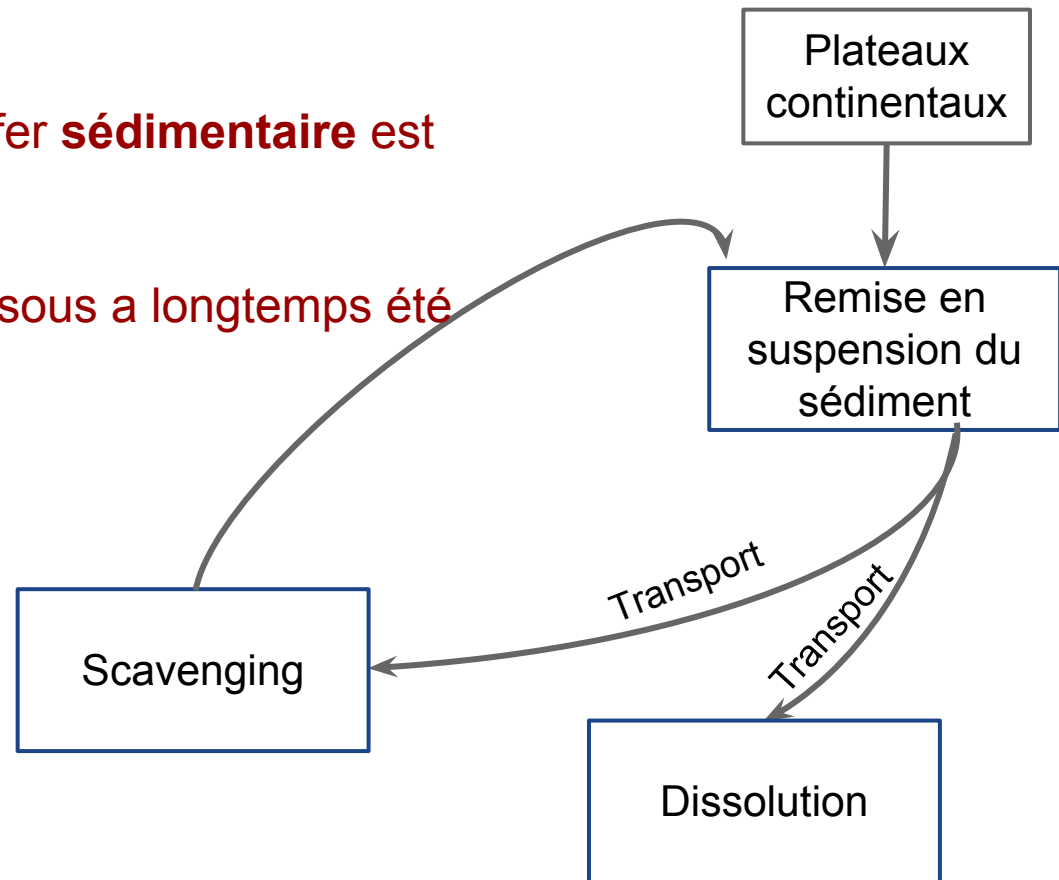 Plateaux
continentaux
fer sédimentaire est
sous a longtemps été
Remise en
suspension du
sédiment
Transport
Transport
Scavenging
Dissolution